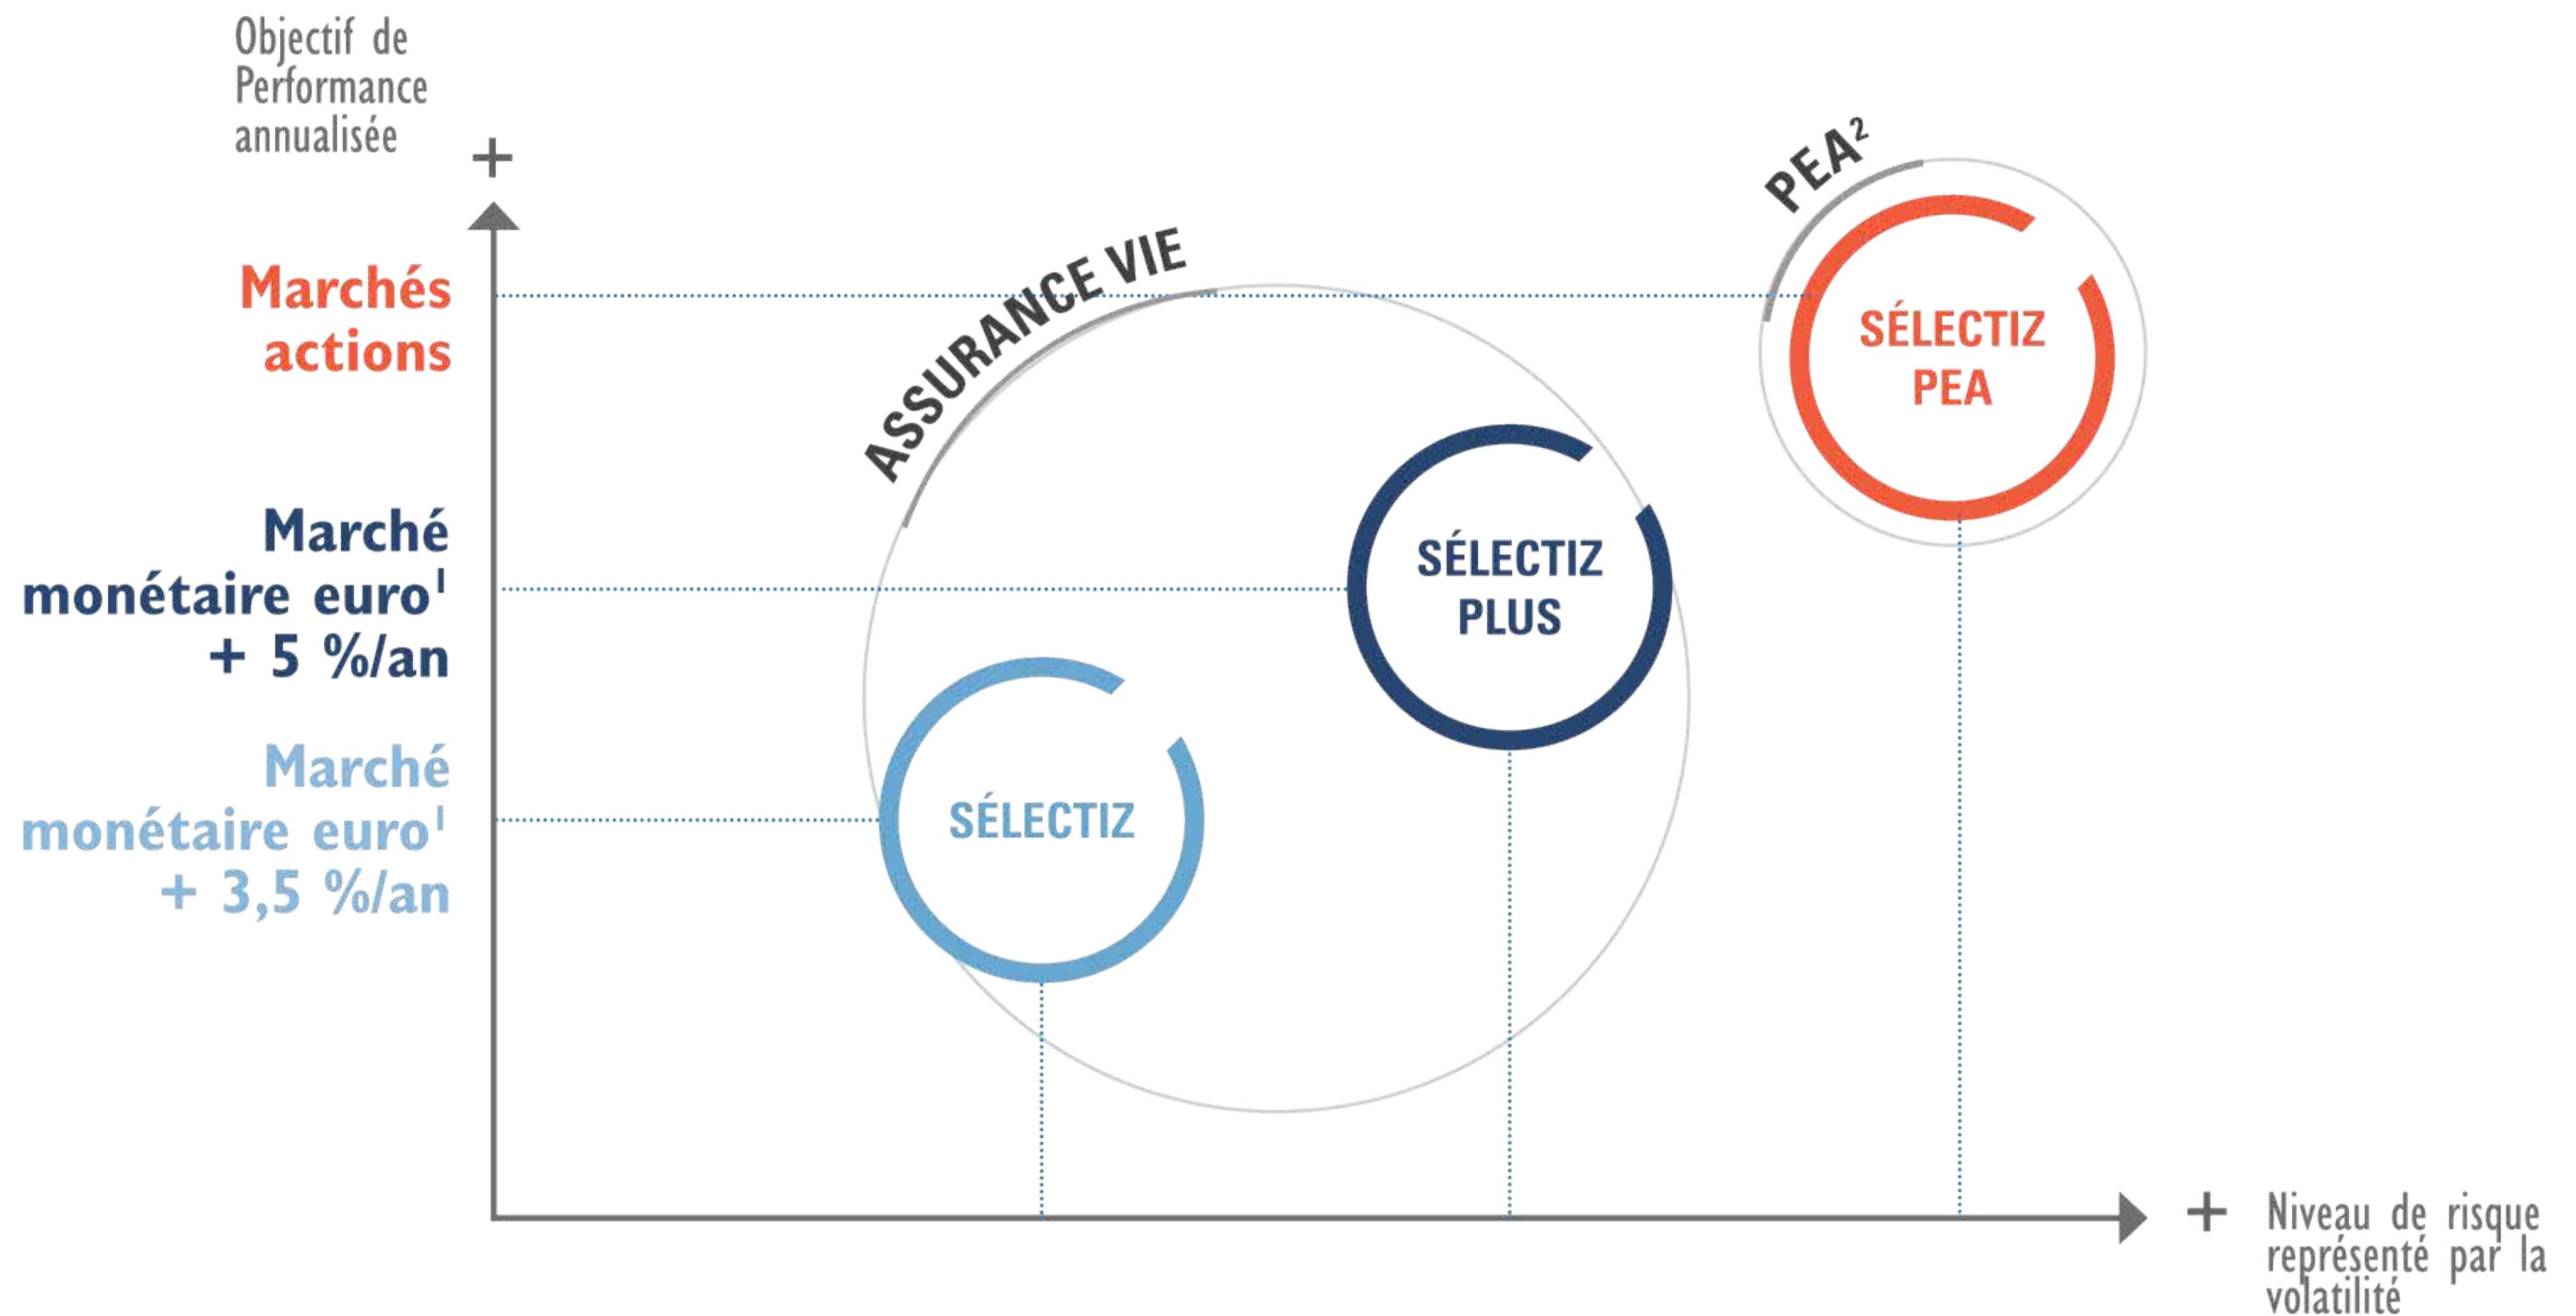 Objectif de
Performance
annualisée
+
PEA²
ASSURANCE VIE
Marchés
actions
SÉLECTIZ
PEA
Marché
monétaire euro¹
+ 5 %/an
SÉLECTIZ
PLUS
Marché
monétaire euro¹
+ 3,5 %/an
SÉLECTIZ
+
Niveau de risque
représenté par la
volatilité